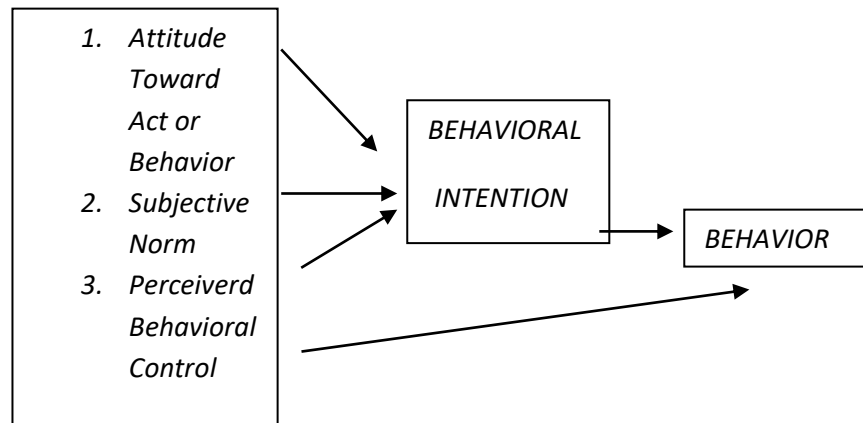 1. Attitude
Toward
Act or
Behavior
2. Subjective
Norm
3. Perceiverd
Behavioral
Control
BEHAVIORAL
INTENTION
BEHAVIOR